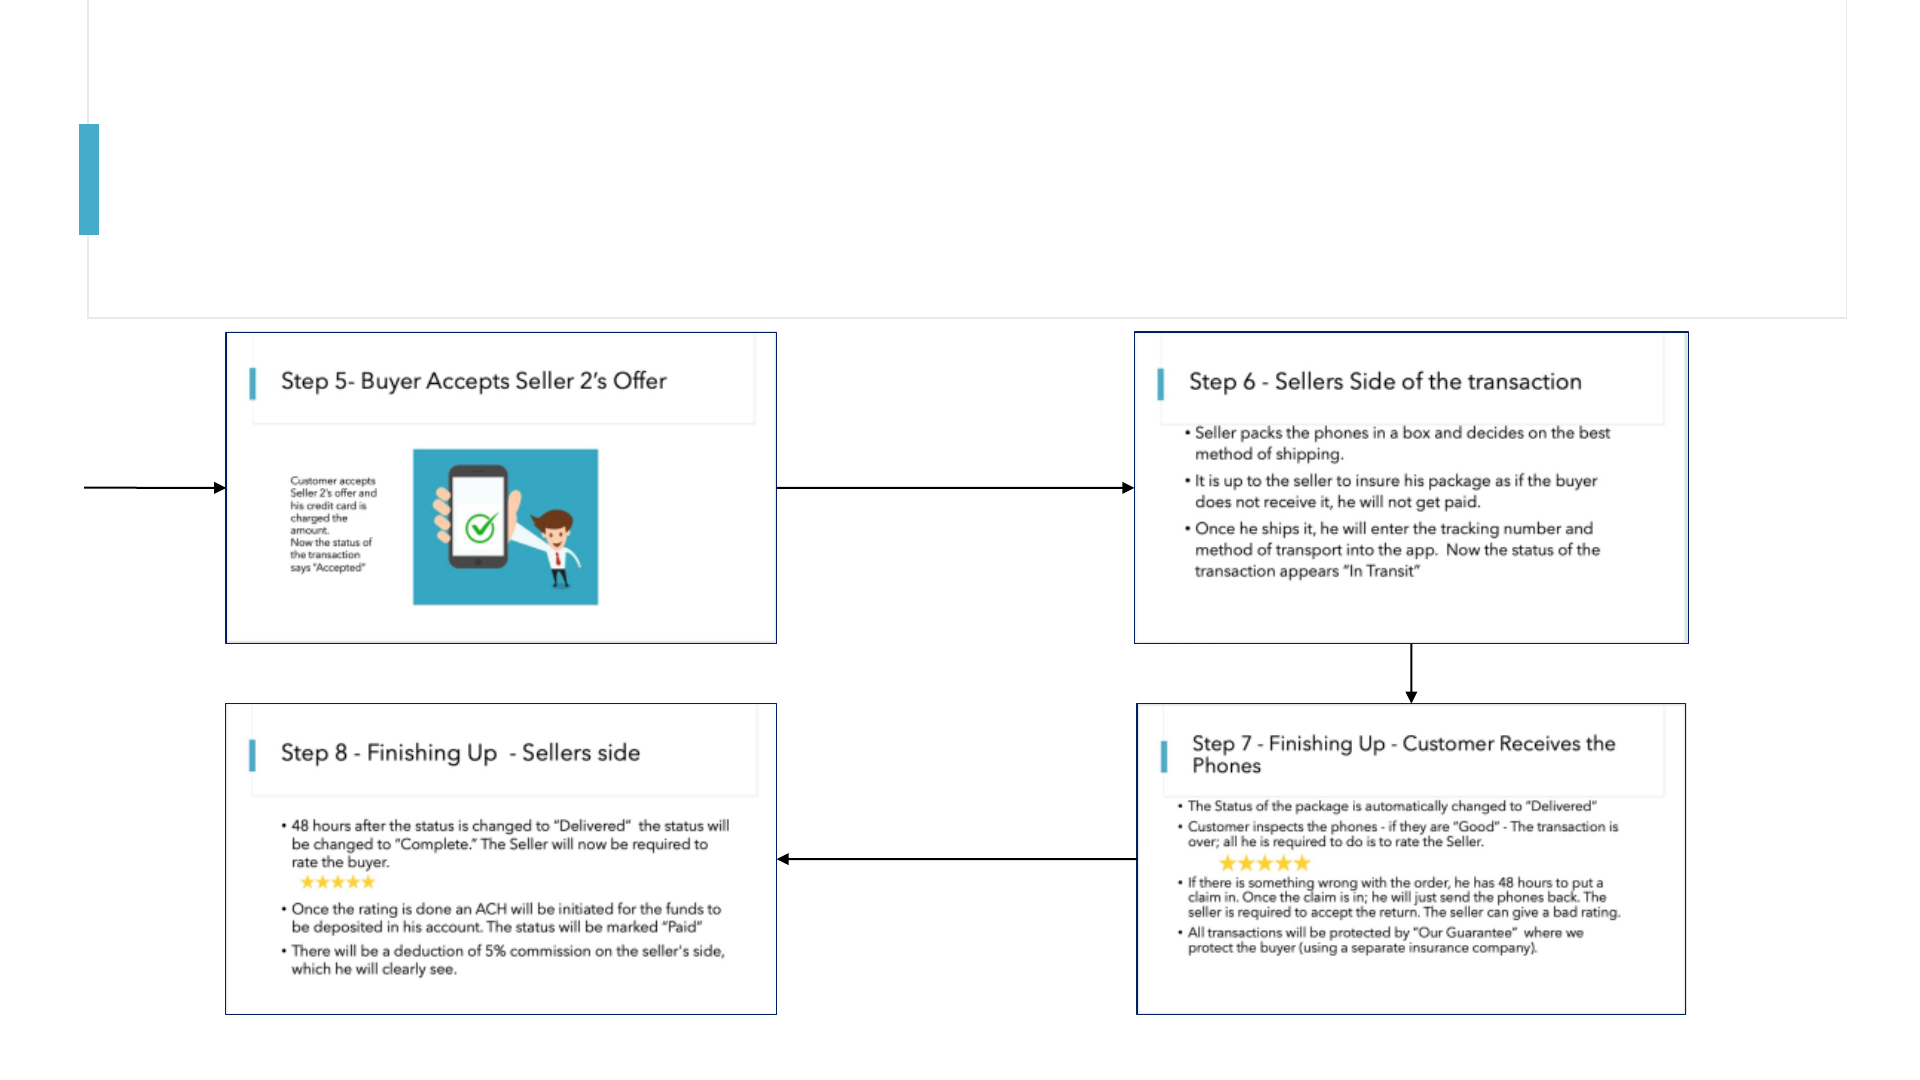 Step 5- Buyer Accepts Seller 2's Offer
Customer accepts
Seller 2's offer and
his credit card is
charged the
amount.
Now the status of
the transaction
says "Accepted"
Step 6 - Sellers Side of the transaction
• Seller packs the phones in a box and decides on the best
method of shipping.
• It is up to the seller to insure his package as if the buyer
does not receive it, he will not get paid.
• Once he ships it, he will enter the tracking number and
method of transport into the app.  Now the status of the
transaction appears "In Transit"
Step 7 - Finishing Up - Customer Receives the
Phones
• The Status of the package is automatically changed to "Delivered"
• Customer inspects the phones - if they are "Good" - The transaction is
over; all he is required to do is to rate the Seller.
• If there is something wrong with the order, he has 48 hours to put a
claim in. Once the claim is in; he will just send the phones back. The
seller is required to accept the return. The seller can give a bad rating.
• All transactions will be protected by "Our Guarantee"  where we
protect the buyer (using a separate insurance company).
Step 8 - Finishing Up  - Sellers side
• 48 hours after the status is changed to "Delivered"  the status will
be changed to "Complete." The Seller will now be required to
rate the buyer.
• Once the rating is done an ACH will be initiated for the funds to
be deposited in his account. The status will be marked "Paid"
• There will be a deduction of 5% commission on the seller's side,
which he will clearly see.